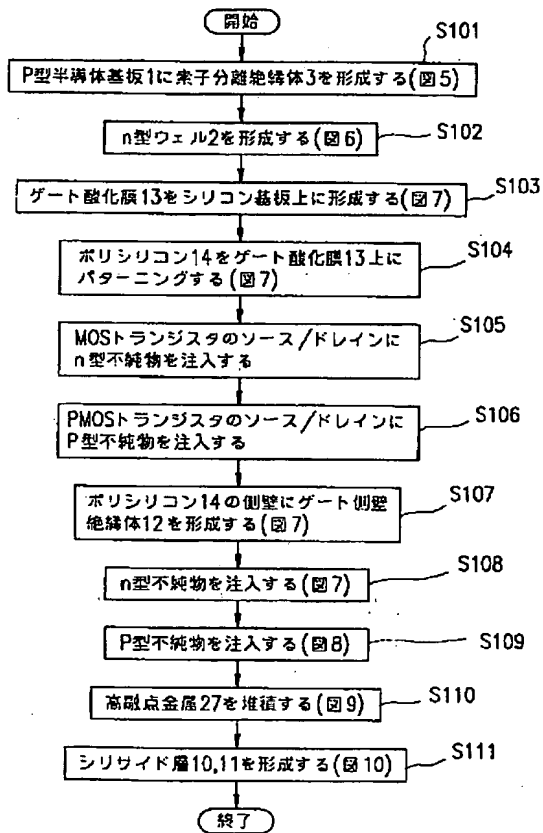 開始
S101
P型半導体基板1に素子分離絶縁体3を形成する(図5)
S102
n型ウェル2を形成する(図6)
S103
ゲート酸化膜13をシリコン基板上に形成する(図7)
S104
ポリシリコン14をゲート酸化膜13上に
パターニングする(図7)
S105
MOSトランジスタのソース/ドレインに
n型不純物を注入する
S106
PMOSトランジスタのソース/ドレインに
P型不純物を注入する
S107
ポリシリコン14の側壁にゲート側壁
絶縁体12を形成する(図7)
S108
n型不純物を注入する(図7)
S109
P型不純物を注入する(図8)
S110
高融点金属27を堆積する(図9)
S111
シリサイド層10,11を形成する(図10)
終了